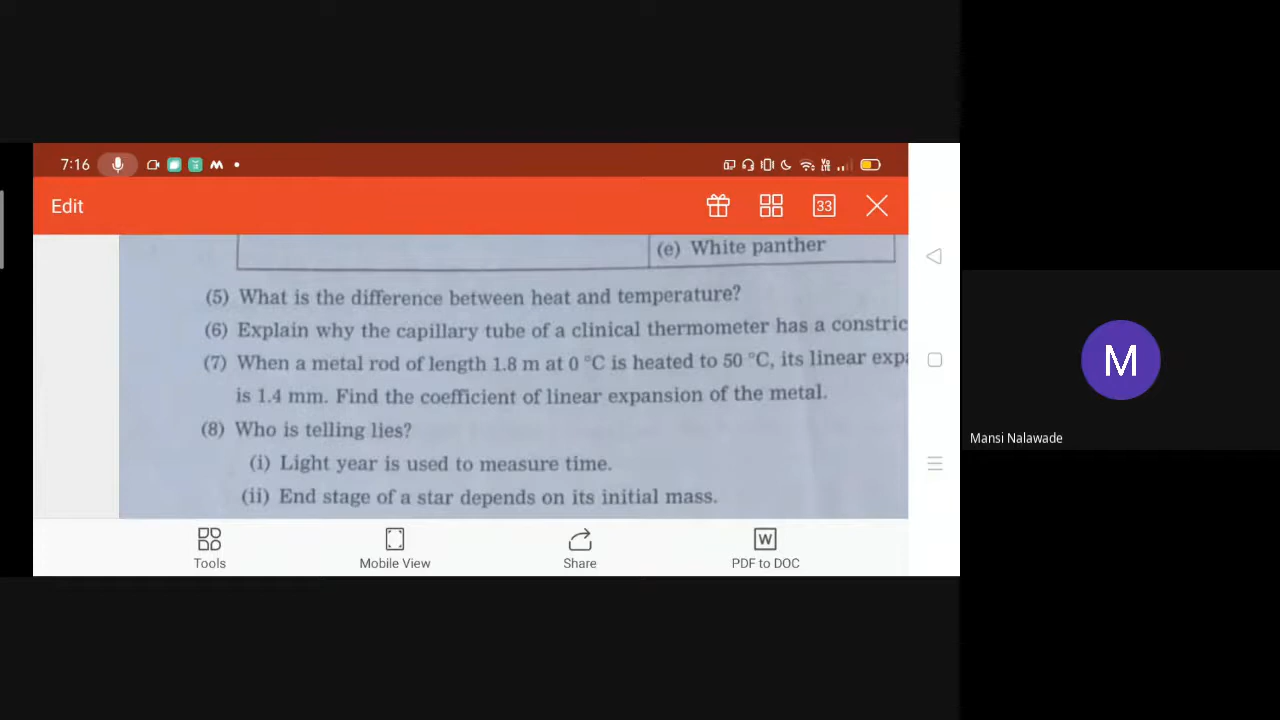 7:16
Edit
33
(e) White panther
(5) What is the difference between heat and temperature?
(6) Explain why the capillary tube of a clinical thermometer has a constric
(7) When a metal rod of length 1.8 m at 0 °C is heated to 50 °C, its linear expa
is 1.4 mm. Find the coefficient of linear expansion of the metal.
(8) Who is telling lies?
(i) Light year is used to measure time.
(ii) End stage of a star depends on its initial mass.
Tools
Mobile View
Share
W
PDF to DOC
M
Mansi Nalawade